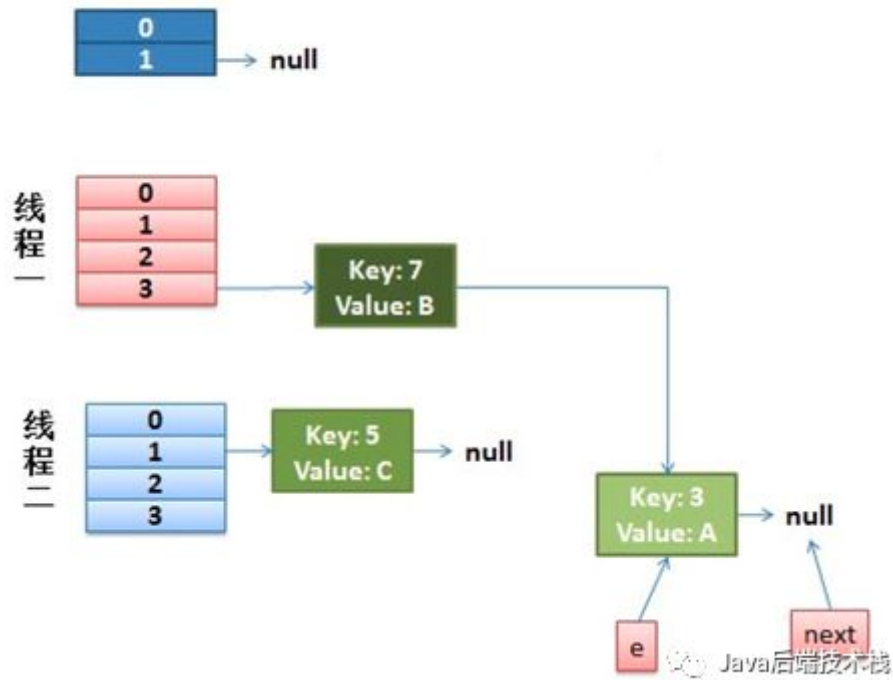 0
1
null
线程一
0
1
2
3
Key: 7
Value: B
线程二
0
1
2
3
Key: 5
Value: C
null
Key: 3
Value: A
null
e
next
Java后端技术栈